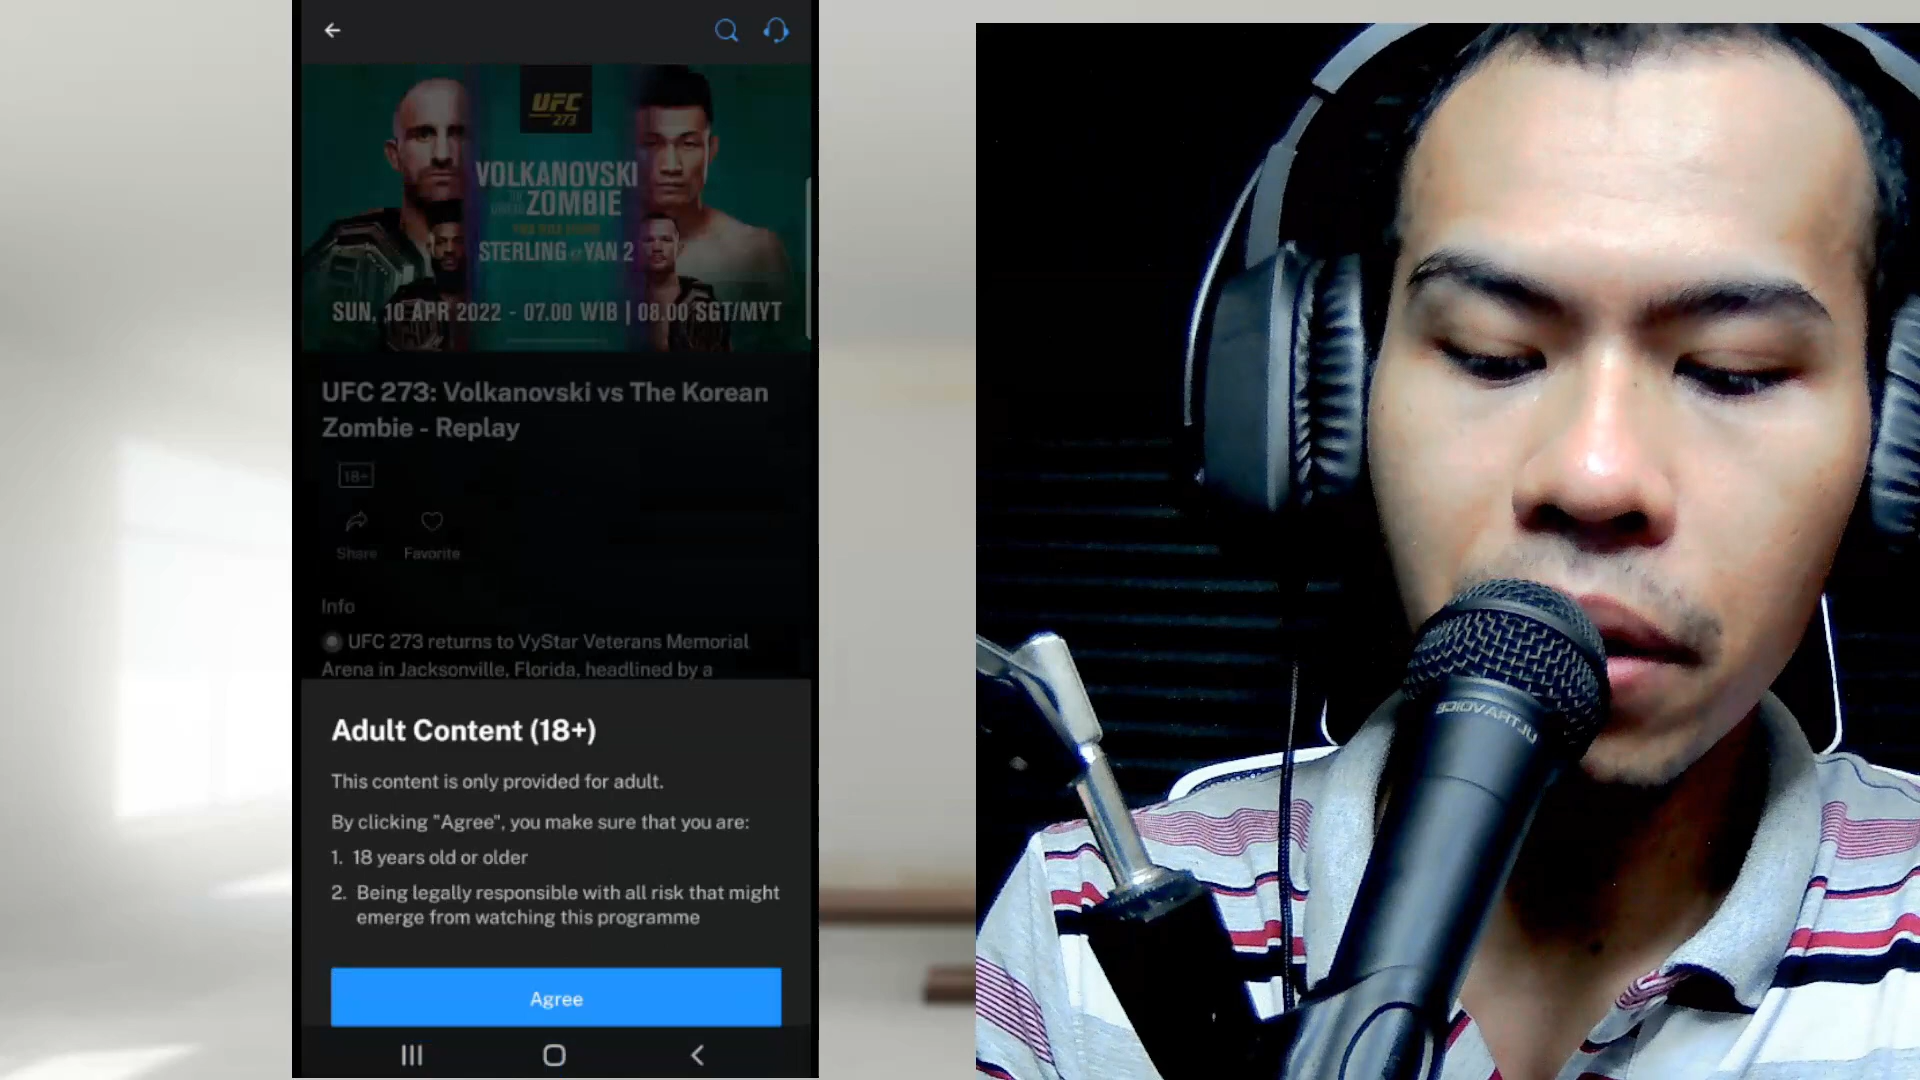 UFC
273
VOLKANOVSKI
ZOMBIE
STERLING
YAN 2
SUN, 10 APR 2022 - 07.00 WIB | 08.00 SGT/MYT
UFC 273: Volkanovski vs The Korean
Zombie - Replay
18+
Share
Favorite
Info
UFC 273 returns to VyStar Veterans Memorial
Arena in Jacksonville, Florida, headlined by a
Adult Content (18+)
This content is only provided for adult.
By clicking "Agree", you make sure that you are:
1. 18 years old or older
2. Being legally responsible with all risk that might
emerge from watching this programme
Agree
ULTRAVOICE